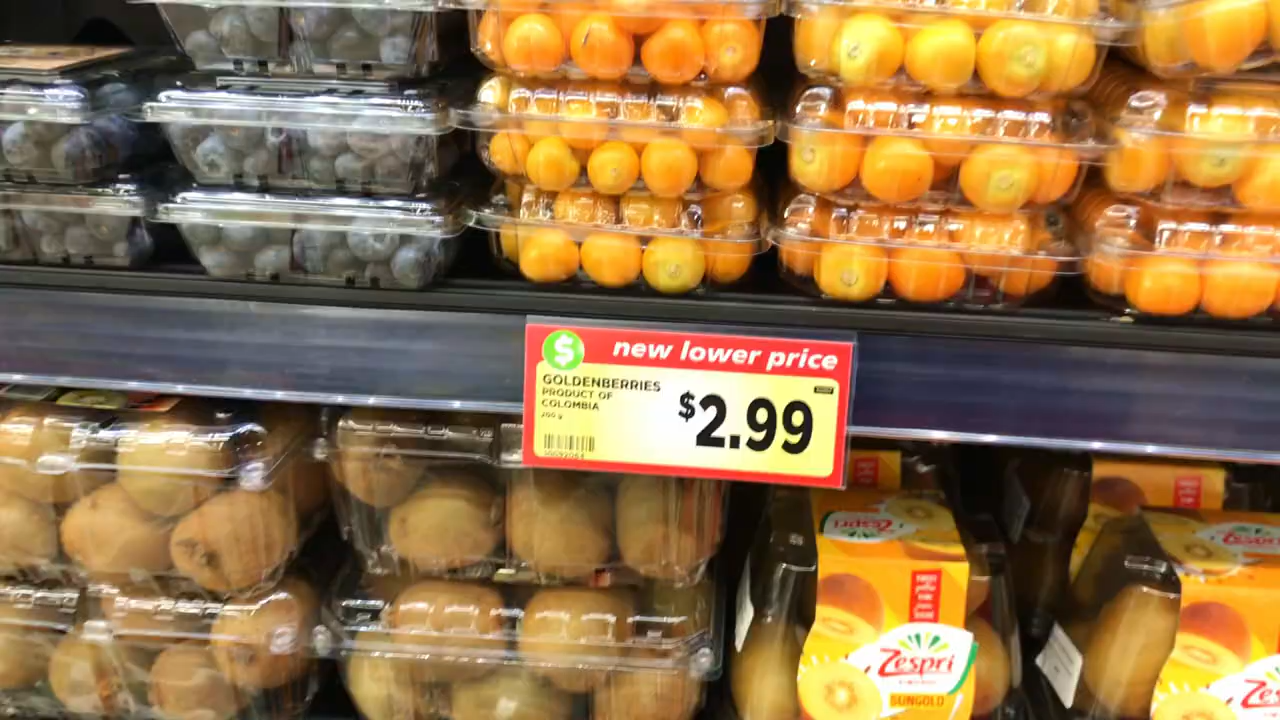 $ new lower price
GOLDENBERRIES
PRODUCT OF
COLOMBIA
200 g
$2.99
Zespri
Zespri
Zespri
SUNGOLD